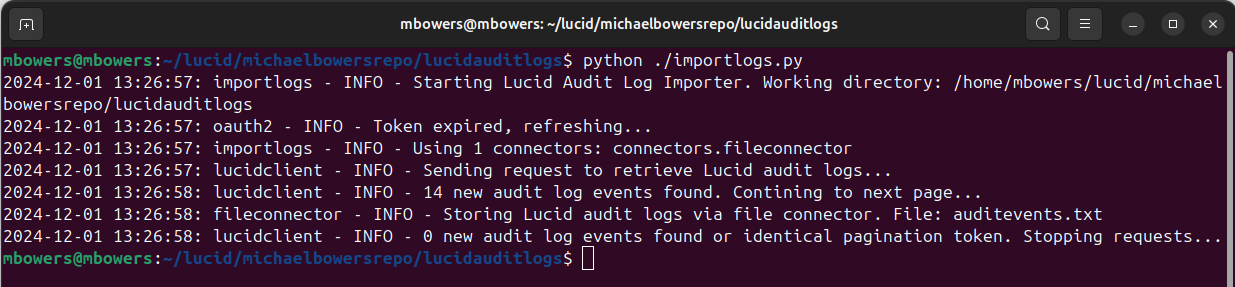 mbowers@mbowers: ~/lucid/michaelbowersrepo/lucidauditlogs
mbowers@mbowers:~/lucid/michaelbowersrepo/lucidauditlogs$ python ./importlogs.py
2024-12-01 13:26:57: importlogs - INFO - Starting Lucid Audit Log Importer. Working directory: /home/mbowers/lucid/michael
bowersrepo/lucidauditlogs
2024-12-01 13:26:57: oauth2 - INFO - Token expired, refreshing...
2024-12-01 13:26:57: importlogs - INFO - Using 1 connectors: connectors.fileconnector
2024-12-01 13:26:57: lucidclient - INFO - Sending request to retrieve Lucid audit logs...
2024-12-01 13:26:58: lucidclient - INFO - 14 new audit log events found. Contining to next page...
2024-12-01 13:26:58: fileconnector - INFO - Storing Lucid audit logs via file connector. File: auditevents.txt
2024-12-01 13:26:58: lucidclient - INFO - 0 new audit log events found or identical pagination token. Stopping requests...
mbowers@mbowers:~/lucid/michaelbowersrepo/lucidauditlogs$